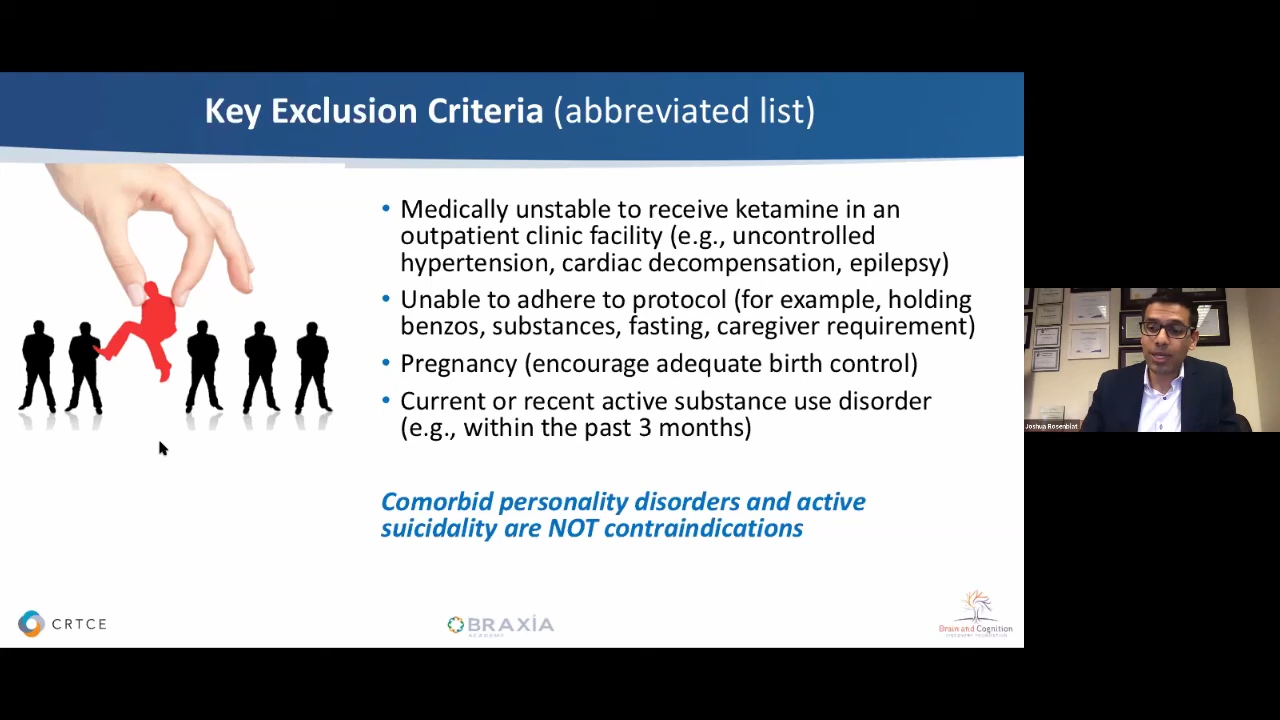 Key Exclusion Criteria (abbreviated list)
• Medically unstable to receive ketamine in an
outpatient clinic facility (e.g., uncontrolled
hypertension, cardiac decompensation, epilepsy)
• Unable to adhere to protocol (for example, holding
benzos, substances, fasting, caregiver requirement)
• Pregnancy (encourage adequate birth control)
• Current or recent active substance use disorder
(e.g., within the past 3 months)
Comorbid personality disorders and active
suicidality are NOT contraindications
CRTCE
BRAXIA
ACADEMY
Brain and Cognition
DISCOVERY FOUNDATION
Joshua Rosenblat